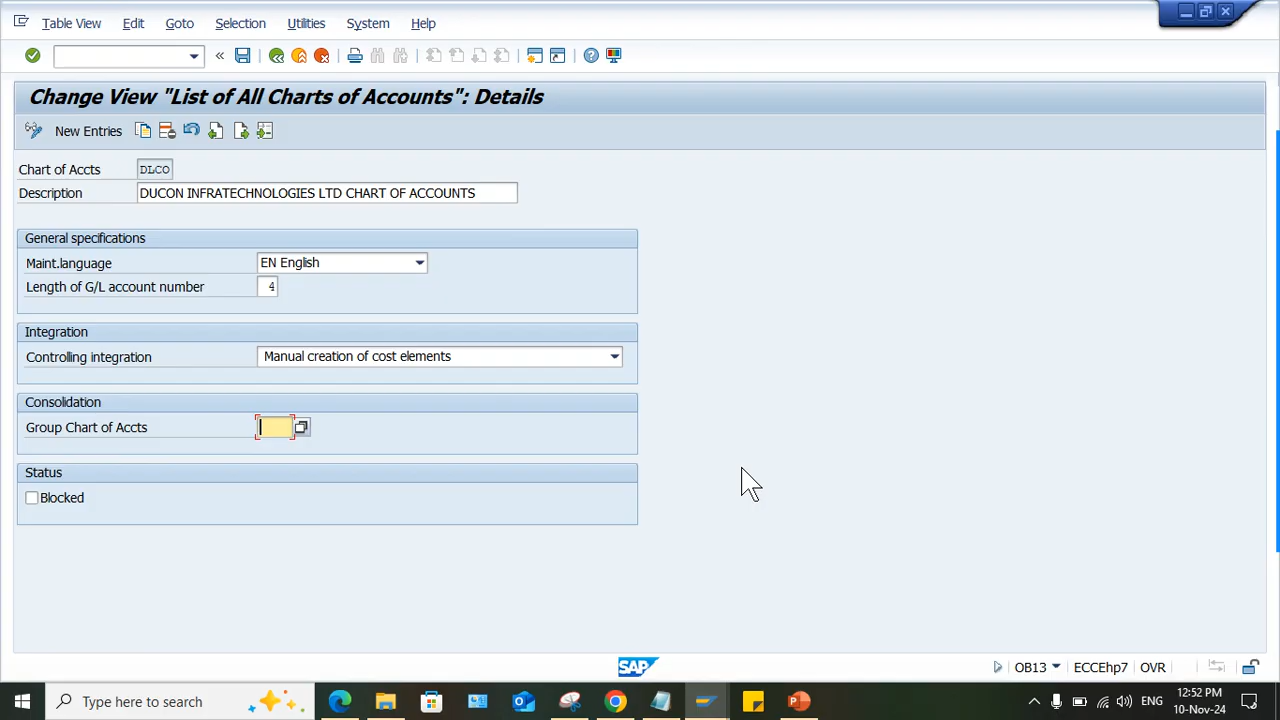 Table View Edit Goto Selection Utilities System Help
Change View "List of All Charts of Accounts": Details
New Entries
Chart of Accts DLCO
Description DUCON INFRATECHNOLOGIES LTD CHART OF ACCOUNTS
General specifications
Maint.language EN English
Length of G/L account number 4
Integration
Controlling integration Manual creation of cost elements
Consolidation
Group Chart of Accts
Status
Blocked
SAP OB13 ECCEhp7 OVR
Type here to search ENG 12:52 PM
10-Nov-24